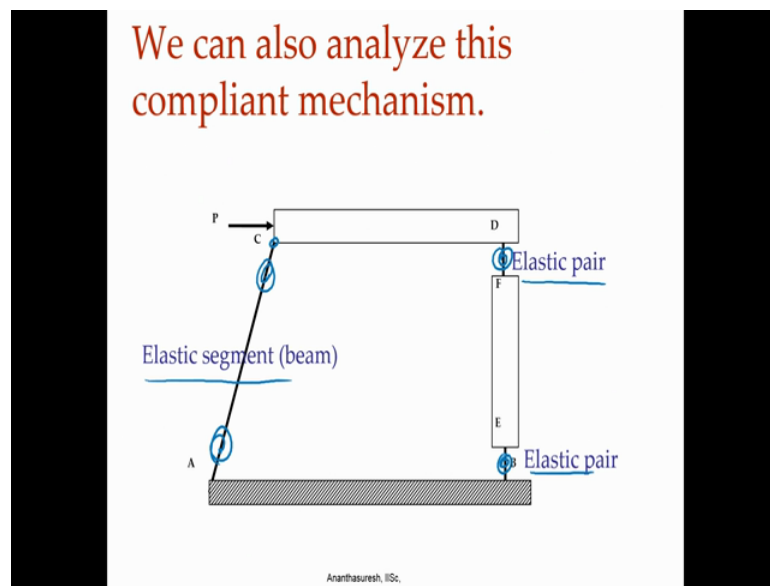 We can also analyze this
compliant mechanism.
P
C
D
Elastic pair
F
Elastic segment (beam)
E
A
B Elastic pair
Ananthasuresh, IISc,